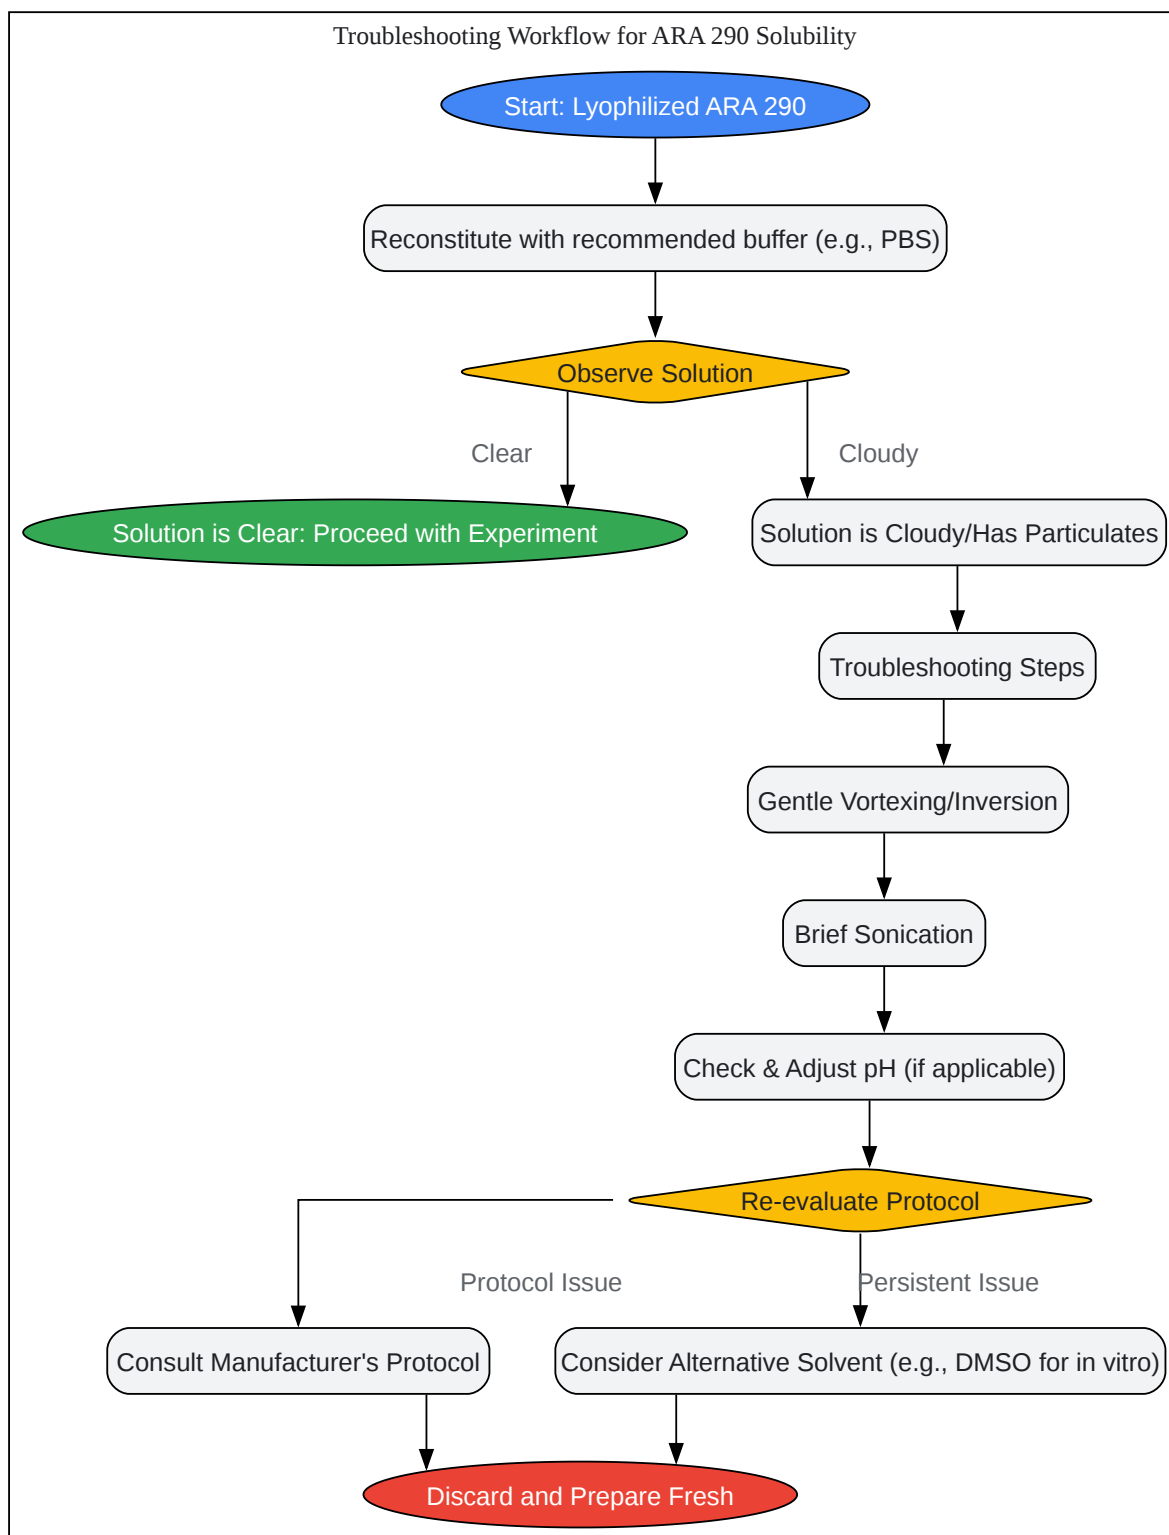 Troubleshooting Workflow for ARA 290 Solubility
Start: Lyophilized ARA 290
Reconstitute with recommended buffer (e.g., PBS)
Observe Solution
Clear
Cloudy
Solution is Clear: Proceed with Experiment
Solution is Cloudy/Has Particulates
Troubleshooting Steps
Gentle Vortexing/Inversion
Brief Sonication
Check & Adjust pH (if applicable)
Re-evaluate Protocol
Protocol Issue
Persistent Issue
Consult Manufacturer's Protocol
Consider Alternative Solvent (e.g., DMSO for in vitro)
Discard and Prepare Fresh